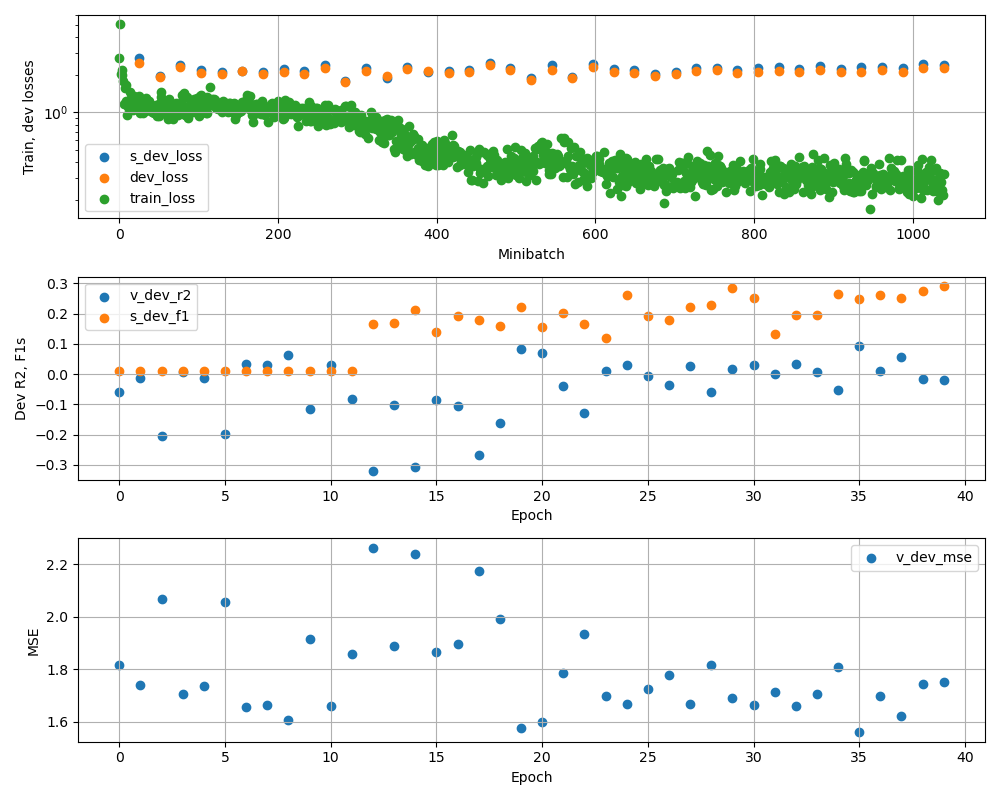 Train, dev losses
10^0
s_dev_loss
dev_loss
train_loss
0 200 400 600 800 1000
Minibatch
Dev R2, F1s
0.3
0.2
0.1
0.0
−0.1
−0.2
−0.3
v_dev_r2
s_dev_f1
0 5 10 15 20 25 30 35 40
Epoch
MSE
2.2
2.0
1.8
1.6
v_dev_mse
0 5 10 15 20 25 30 35 40
Epoch